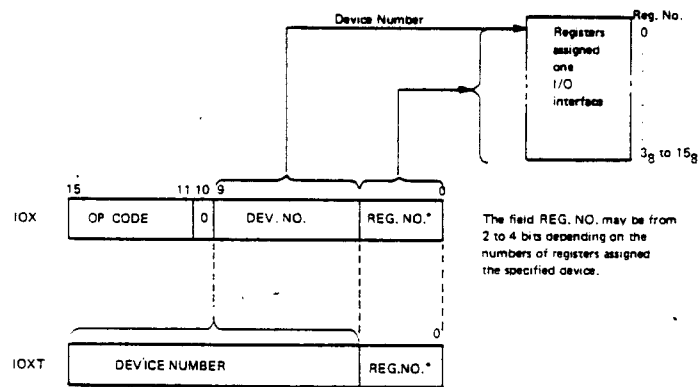 Device Number
Reg. No.
0
Registers
assigned
one
I/O
interface
3₈ to 15₈
15 11 10 9 0
IOX OP CODE 0 DEV. NO. REG. NO.*
The field REG. NO. may be from
2 to 4 bits depending on the
numbers of registers assigned
the specified device.
0
IOXT DEVICE NUMBER REG.NO.*